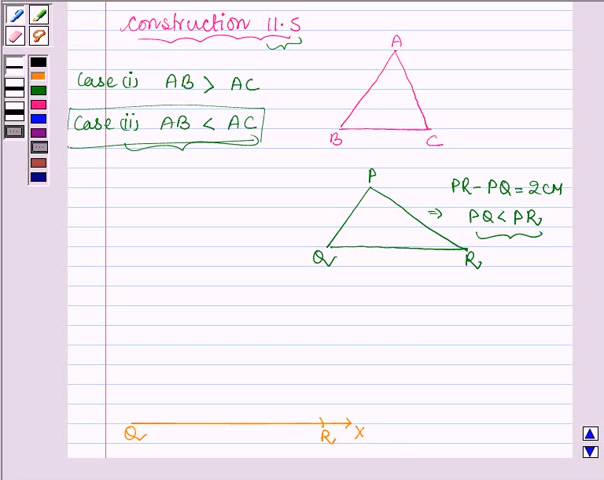 Construction 11.5
Case (i) AB > AC
Case (ii) AB < AC
A
B
C
P
Q
R
PR - PQ = 2cm
⇒ PQ < PR
Q
R
X